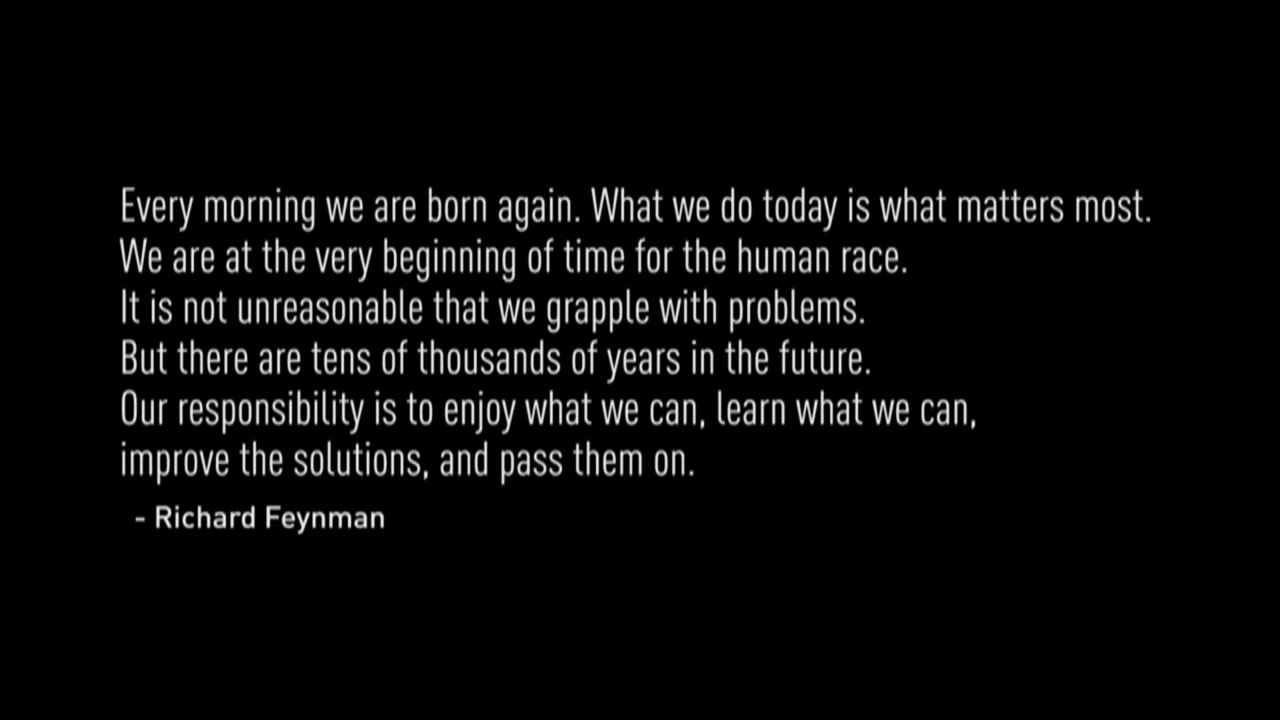 Every morning we are born again. What we do today is what matters most.
We are at the very beginning of time for the human race.
It is not unreasonable that we grapple with problems.
But there are tens of thousands of years in the future.
Our responsibility is to enjoy what we can, learn what we can,
improve the solutions, and pass them on.
- Richard Feynman